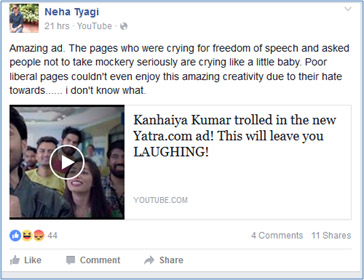 Neha Tyagi
21 hrs · YouTube ·
Amazing ad. The pages who were crying for freedom of speech and asked
people not to take mockery seriously are crying like a little baby. Poor
liberal pages couldn't even enjoy this amazing creativity due to their hate
towards...... i don't know what.
Kanhaiya Kumar trolled in the new
Yatra.com ad! This will leave you
LAUGHING!
YOUTUBE.COM
44
4 Comments 11 Shares
Like Comment Share